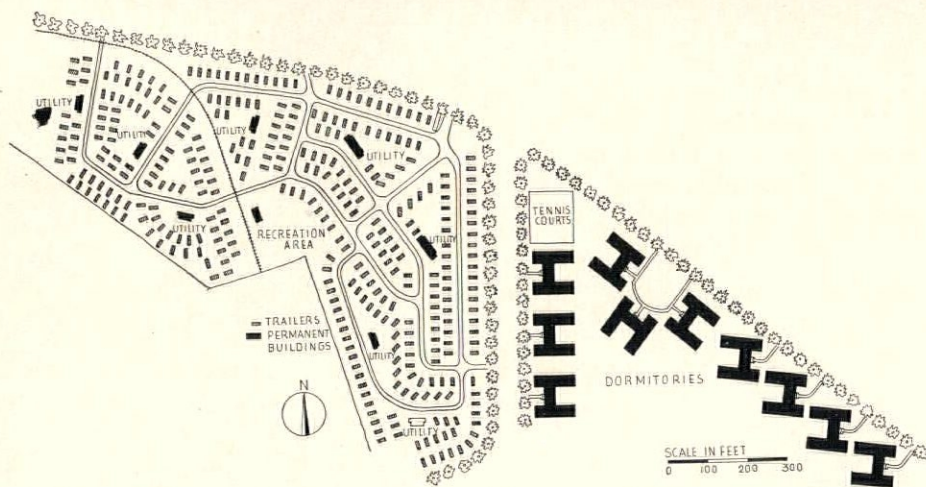 UTILITY
UTILITY
UTILITY
UTILITY
UTILITY
UTILITY
RECREATION
AREA
UTILITY
UTILITY
TRAILERS
PERMANENT
BUILDINGS
N
TENNIS
COURTS
DORMITORIES
SCALE IN FEET
0 100 200 300